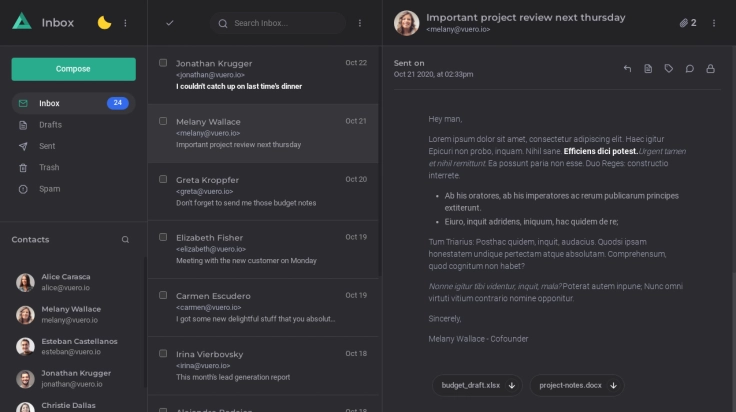 Inbox
Compose
Inbox 24
Drafts
Sent
Trash
Spam
Contacts
Alice Carasca
alice@vuero.io
Melany Wallace
melany@vuero.io
Esteban Castellanos
esteban@vuero.io
Jonathan Krugger
jonathan@vuero.io
Christie Dallas
Search Inbox...
Jonathan Krugger Oct 22
<jonathan@vuero.io>
I couldn't catch up on last time's dinner
Melany Wallace Oct 21
<melany@vuero.io>
Important project review next thursday
Greta Kroppfer Oct 20
<greta@vuero.io>
Don't forget to send me those budget notes
Elizabeth Fisher Oct 19
<elizabeth@vuero.io>
Meeting with the new customer on Monday
Carmen Escudero Oct 19
<carmen@vuero.io>
I got some new delightful stuff that you absolut...
Irina Vierbovsky Oct 18
<irina@vuero.io>
This month's lead generation report
Important project review next thursday
<melany@vuero.io>
2
Sent on
Oct 21 2020, at 02:33pm
Hey man,
Lorem ipsum dolor sit amet, consectetur adipiscing elit. Haec igitur
Epicuri non probo, inquam. Nihil sane. Efficiens dici potest. Urgent tamen
et nihil remittunt. Ea possunt paria non esse. Duo Reges: constructio
interrete.
• Ab his oratores, ab his imperatores ac rerum publicarum principes
extiterunt.
• Eiuro, inquit adridens, iniquum, hac quidem de re;
Tum Triarius: Posthac quidem, inquit, audacius. Quodsi ipsam
honestatem undique pertectam atque absolutam. Comprehensum,
quod cognitum non habet?
Nonne igitur tibi videntur, inquit, mala? Poterat autem inpune; Nunc omni
virtuti vitium contrario nomine opponitur.
Sincerely,
Melany Wallace - Cofounder
budget_draft.xlsx
project-notes.docx